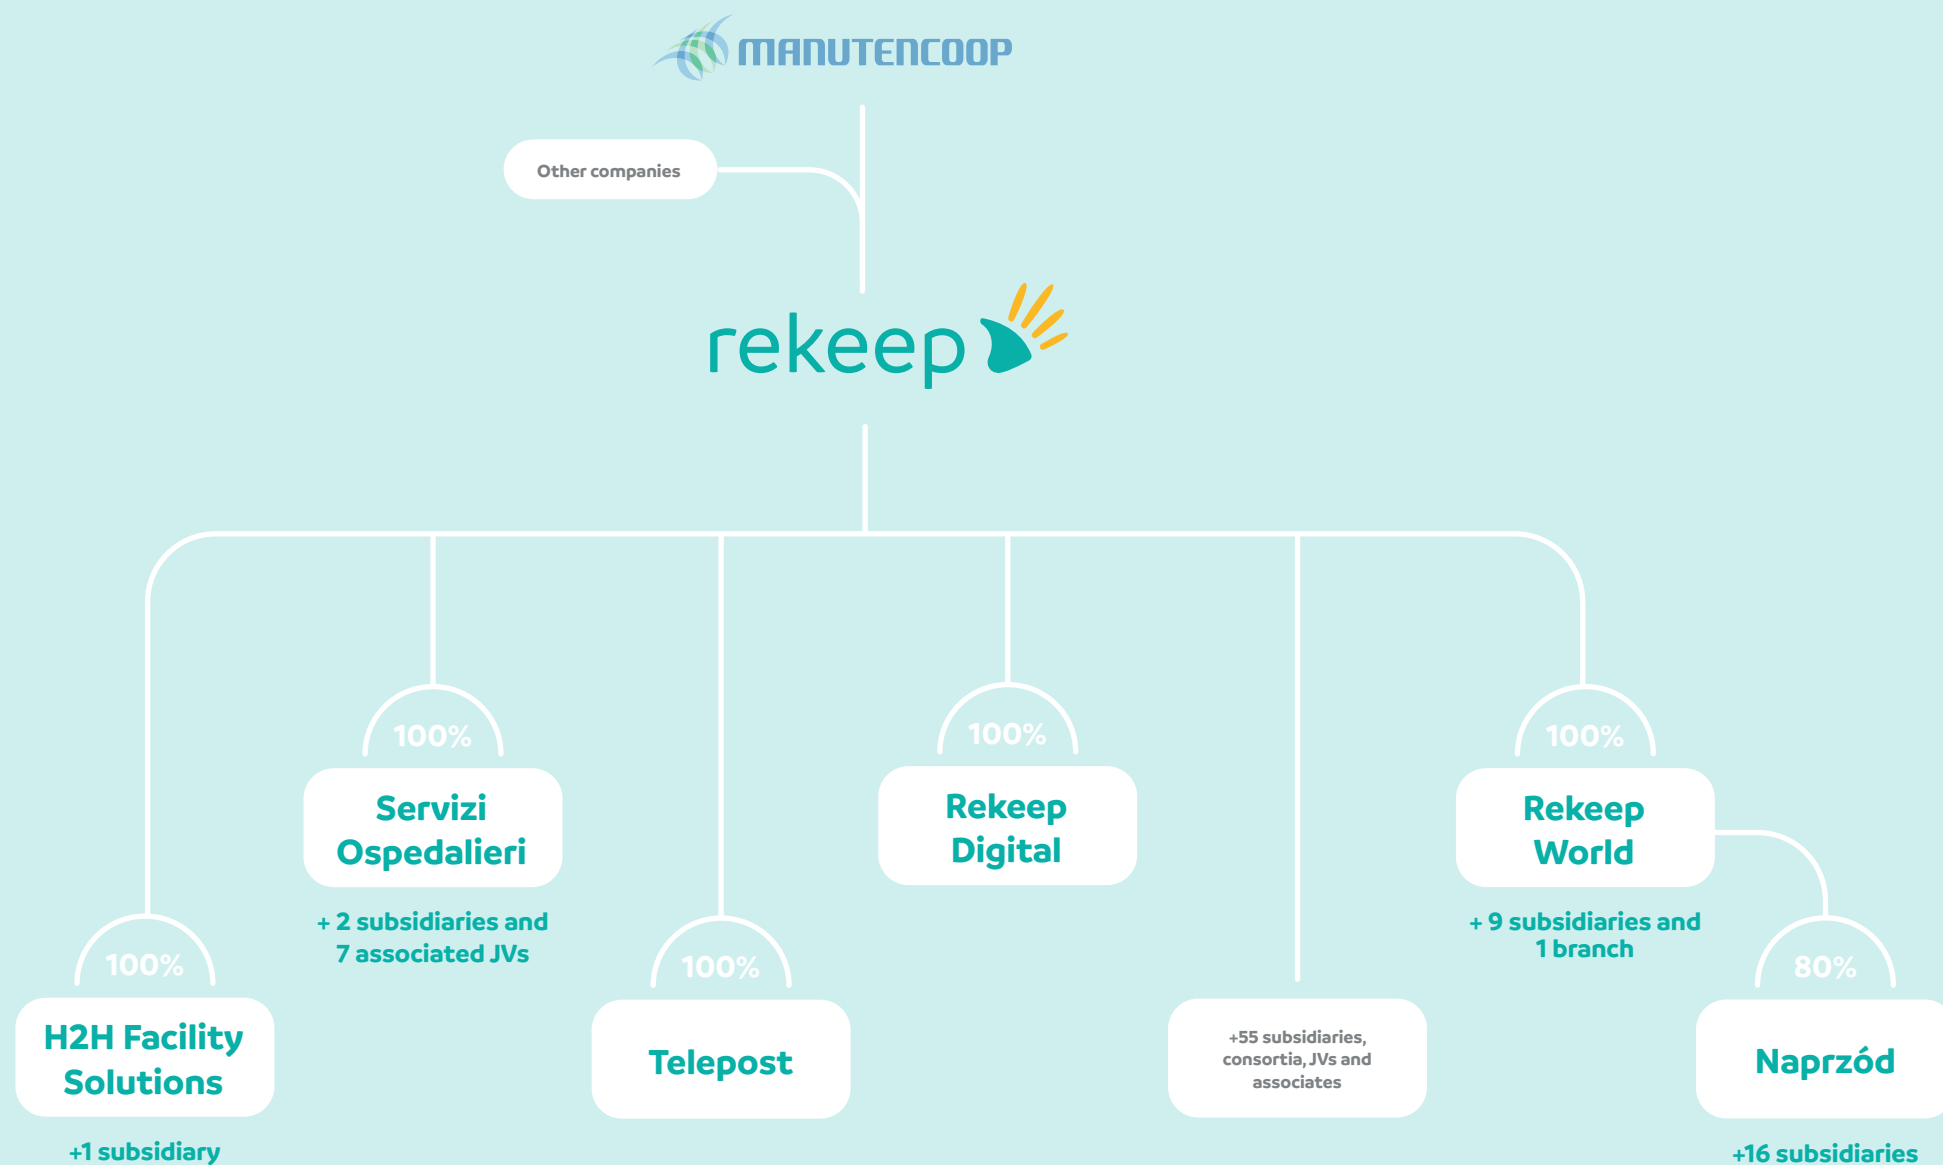 MANUTENCOOP
Other companies
rekeep
100%
Servizi
Ospedalieri
+ 2 subsidiaries and
7 associated JVs
100%
Rekeep
Digital
100%
Rekeep
World
+ 9 subsidiaries and
1 branch
100%
H2H Facility
Solutions
+1 subsidiary
100%
Telepost
+55 subsidiaries,
consortia, JVs and
associates
80%
Naprzód
+16 subsidiaries